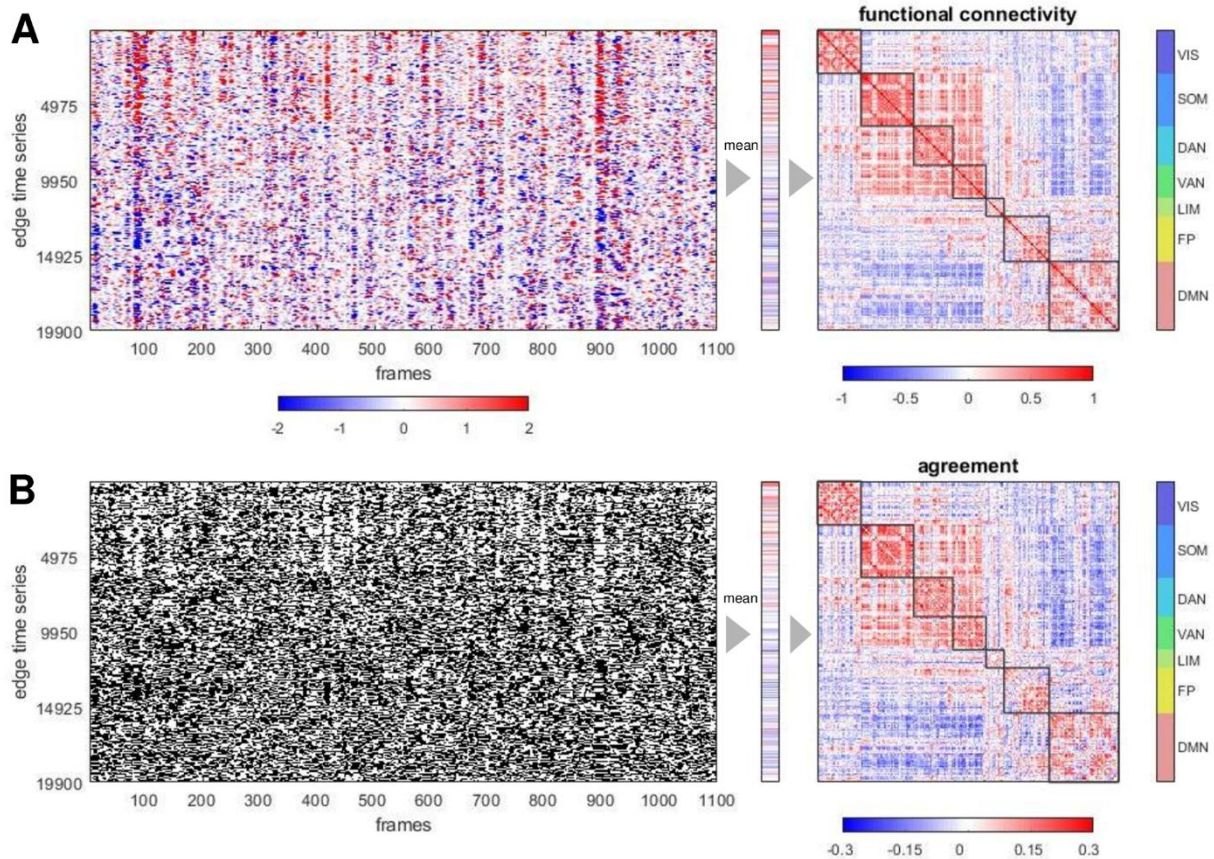 A
functional connectivity
edge time series
4975
9950
14925
19900
100 200 300 400 500 600 700 800 900 1000 1100
frames
-2 -1 0 1 2
mean
VIS
SOM
DAN
VAN
LIM
FP
DMN
-1 -0.5 0 0.5 1
B
agreement
edge time series
4975
9950
14925
19900
100 200 300 400 500 600 700 800 900 1000 1100
frames
mean
VIS
SOM
DAN
VAN
LIM
FP
DMN
-0.3 -0.15 0 0.15 0.3